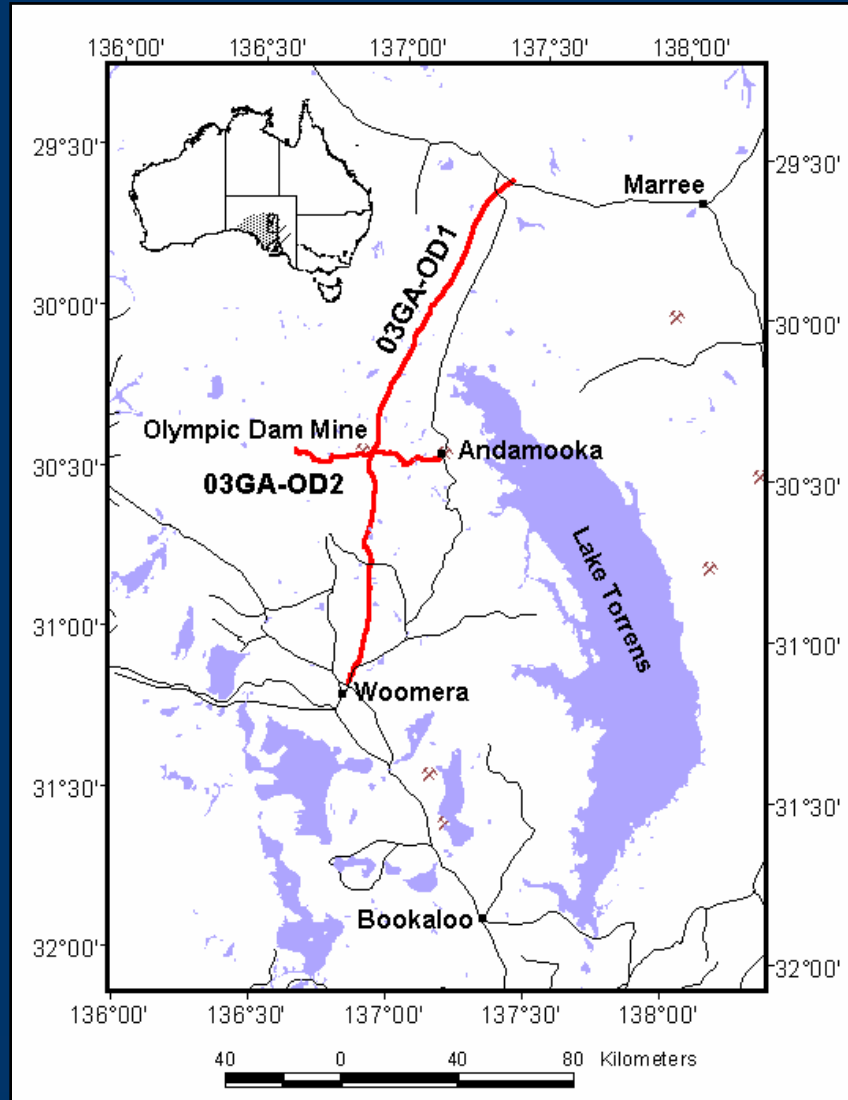 136°00' 136°30' 137°00' 137°30' 138°00'
29°30' 29°30'
Marree
03GA-OD1
30°00' 30°00'
Olympic Dam Mine
Andamooka
30°30' 30°30'
03GA-OD2
Lake Torrens
31°00' 31°00'
Woomera
31°30' 31°30'
Bookaloo
32°00' 32°00'
136°00' 136°30' 137°00' 137°30' 138°00'
40 0 40 80 Kilometers